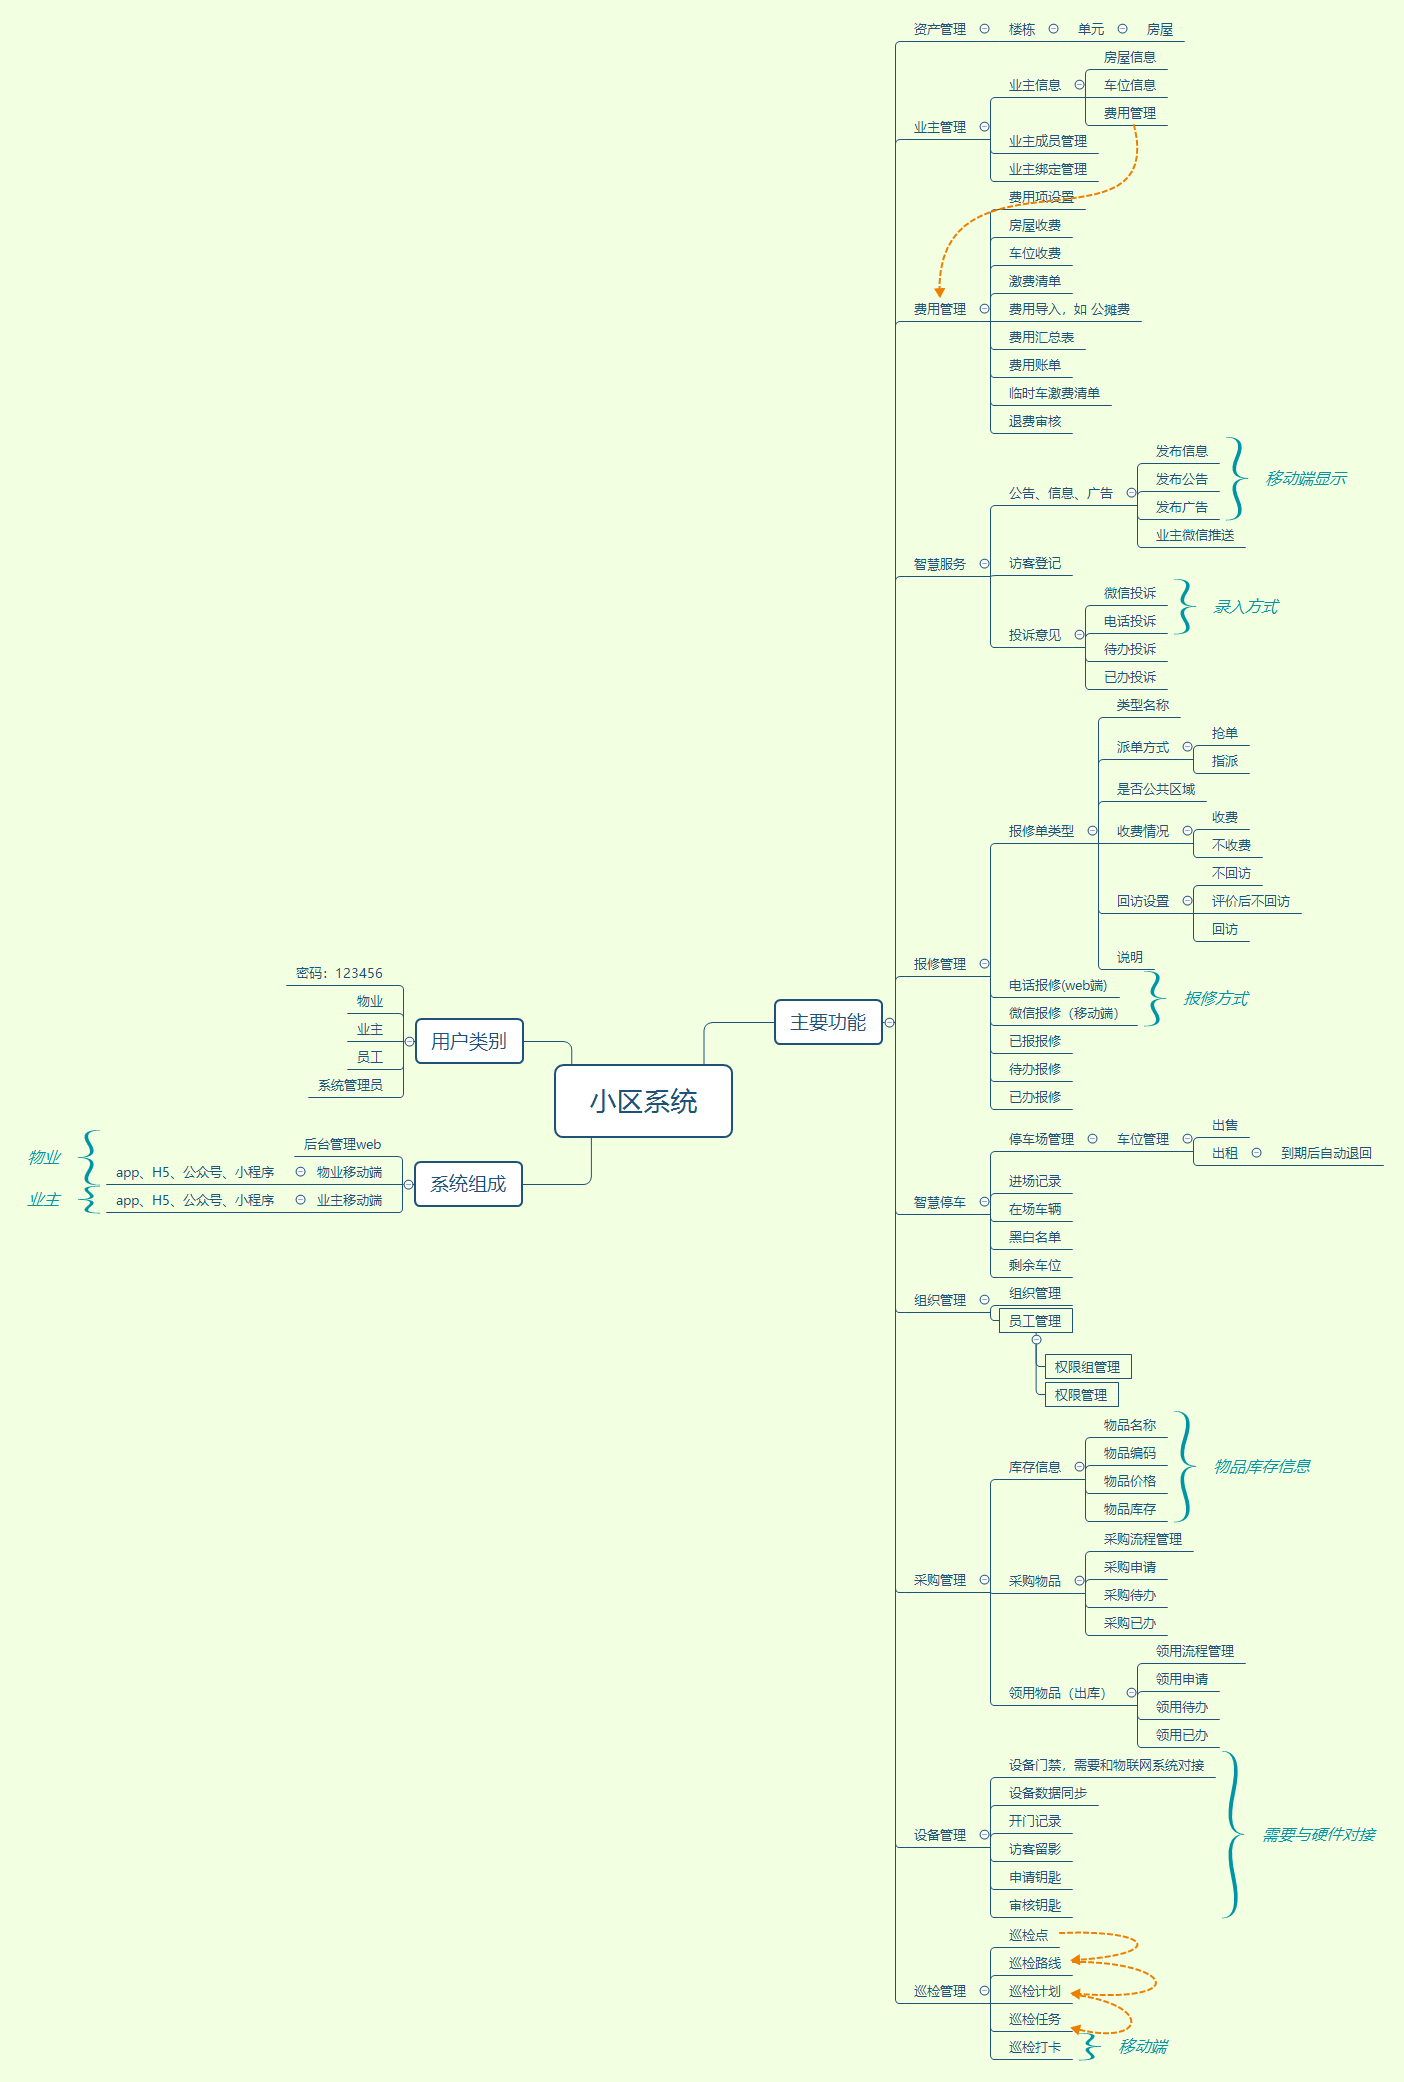 小区系统
主要功能
资产管理
楼栋
单元
房屋
业主管理
业主信息
房屋信息
车位信息
费用管理
业主成员管理
业主绑定管理
费用管理
费用项设置
房屋收费
车位收费
激费清单
费用导入，如 公摊费
费用汇总表
费用账单
临时车激费清单
退费审核
智慧服务
公告、信息、广告
发布信息
发布公告
发布广告
移动端显示
业主微信推送
访客登记
投诉意见
微信投诉
电话投诉
录入方式
待办投诉
已办投诉
报修管理
报修单类型
类型名称
派单方式
抢单
指派
是否公共区域
收费情况
收费
不收费
回访设置
不回访
评价后不回访
回访
说明
电话报修(web端)
微信报修（移动端）
报修方式
已报报修
待办报修
已办报修
智慧停车
停车场管理
车位管理
出售
出租
到期后自动退回
进场记录
在场车辆
黑白名单
剩余车位
组织管理
组织管理
员工管理
权限组管理
权限管理
采购管理
库存信息
物品名称
物品编码
物品价格
物品库存
物品库存信息
采购物品
采购流程管理
采购申请
采购待办
采购已办
领用物品（出库）
领用流程管理
领用申请
领用待办
领用已办
设备管理
设备门禁，需要和物联网系统对接
设备数据同步
开门记录
访客留影
申请钥匙
审核钥匙
需要与硬件对接
巡检管理
巡检点
巡检路线
巡检计划
巡检任务
巡检打卡
移动端
用户类别
密码：123456
物业
业主
员工
系统管理员
系统组成
后台管理web
物业移动端
app、H5、公众号、小程序
物业
业主移动端
app、H5、公众号、小程序
业主